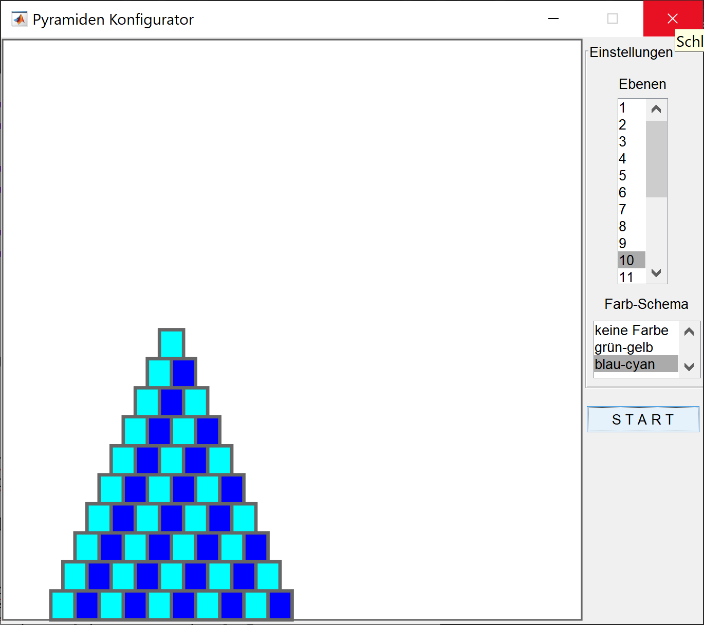 Pyramiden Konfigurator
Schl
Einstellungen
Ebenen
1
2
3
4
5
6
7
8
9
10
11
Farb-Schema
keine Farbe
grün-gelb
blau-cyan
S T A R T